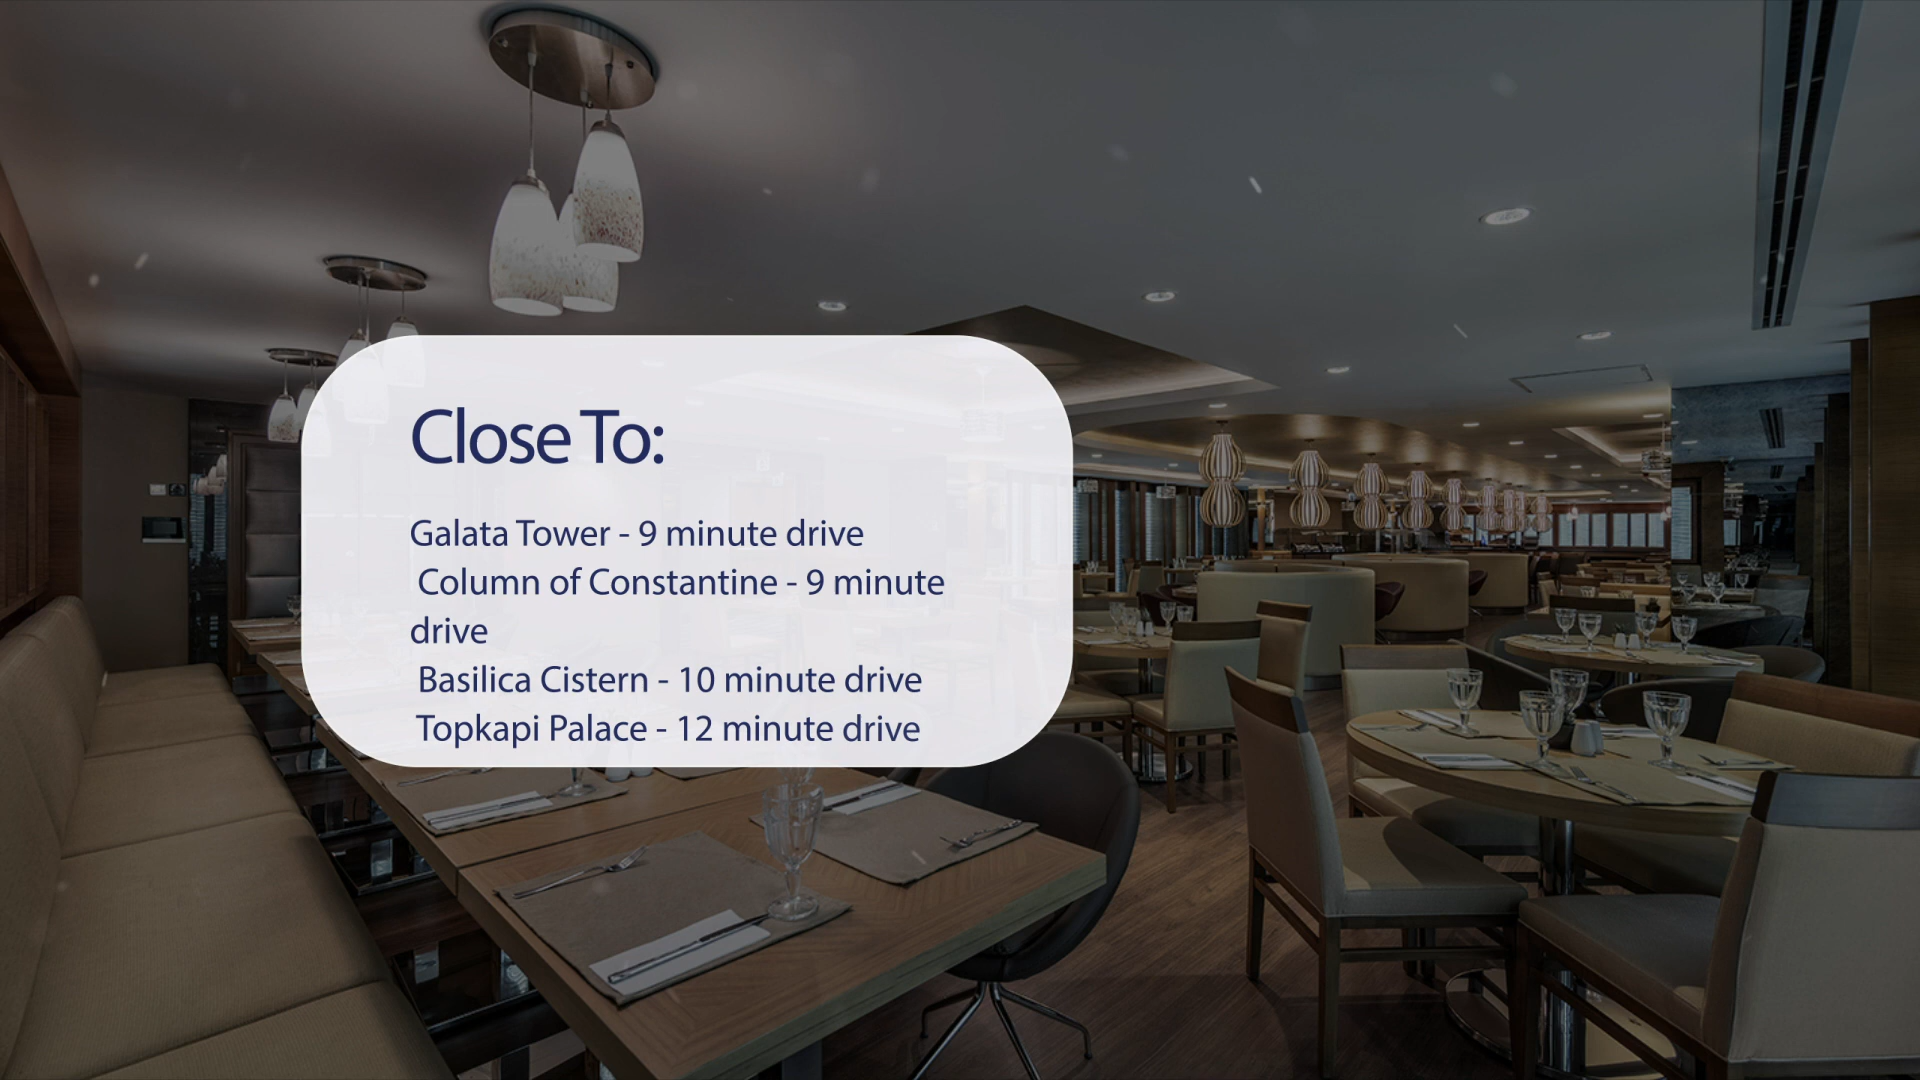 Close To:
Galata Tower - 9 minute drive
Column of Constantine - 9 minute
drive
Basilica Cistern - 10 minute drive
Topkapi Palace - 12 minute drive